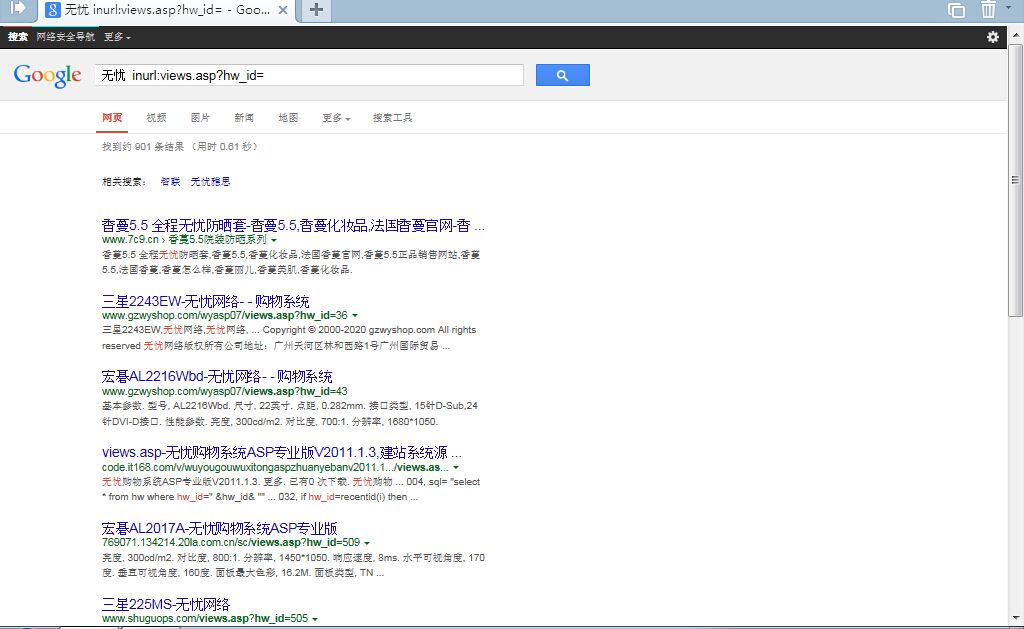 无忧 inurl:views.asp?hw_id= - Goo...
搜索 网络安全导航 更多
Google 无忧 inurl:views.asp?hw_id=
网页 视频 图片 新闻 地图 更多 搜索工具
找到约 901 条结果 （用时 0.61 秒）
相关搜索： 智联 无忧雅思
香蔓5.5 全程无忧防晒套-香蔓5.5,香蔓化妆品,法国香蔓官网-香 ...
www.7c9.cn › 香蔓5.5院装防晒系列
香蔓5.5 全程无忧防晒套,香蔓5.5,香蔓化妆品,法国香蔓官网,香蔓5.5正品销售网站,香蔓
5.5,法国香蔓,香蔓怎么样,香蔓丽儿,香蔓美肌,香蔓化妆品.
三星2243EW-无忧网络- - 购物系统
www.gzwyshop.com/wyasp07/views.asp?hw_id=36
三星2243EW,无忧网络,无忧网络, ... Copyright © 2000-2020 gzwyshop.com All rights
reserved 无忧网络版权所有公司地址：广州天河区林和西路1号广州国际贸易 ...
宏碁AL2216Wbd-无忧网络- - 购物系统
www.gzwyshop.com/wyasp07/views.asp?hw_id=43
基本参数. 型号, AL2216Wbd. 尺寸, 22英寸. 点距, 0.282mm. 接口类型, 15针D-Sub,24
针DVI-D接口. 性能参数. 亮度, 300cd/m2. 对比度, 700:1. 分辨率, 1680*1050.
views.asp-无忧购物系统ASP专业版V2011.1.3,建站系统源 ...
code.it168.com/v/wuyougouwuxitongaspzhuanyebanv2011.1.../views.as...
无忧购物系统ASP专业版V2011.1.3. 更多. 已有0 次下载. 无忧购物 ... 004, sql= "select
* from hw where hw_id=" &hw_id& "" ... 032, if hw_id=recentid(i) then ...
宏碁AL2017A-无忧购物系统ASP专业版
769071.134214.20la.com.cn/sc/views.asp?hw_id=509
亮度, 300cd/m2. 对比度, 800:1. 分辨率, 1450*1050. 响应速度, 8ms. 水平可视角度, 170
度. 垂直可视角度, 160度. 面板最大色彩, 16.2M. 面板类型, TN ...
三星225MS-无忧网络
www.shuguops.com/views.asp?hw_id=505